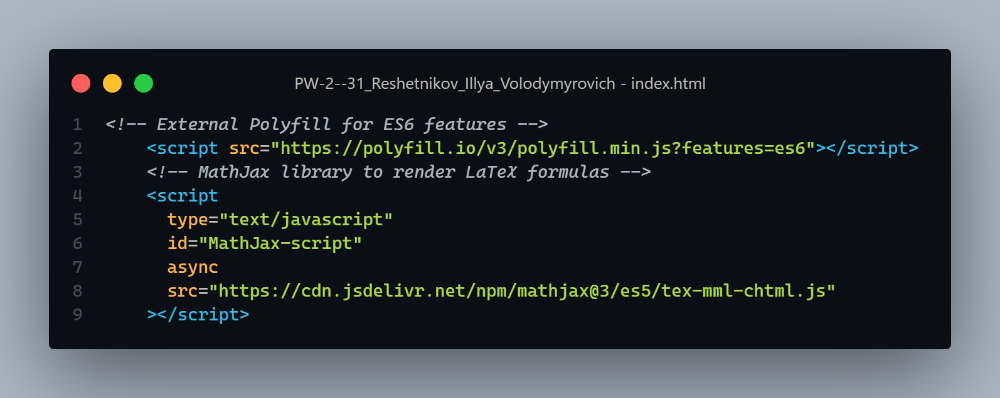 PW-2--31_Reshetnikov_Illya_Volodymyrovich - index.html
1 <!-- External Polyfill for ES6 features -->
2     <script src="https://polyfill.io/v3/polyfill.min.js?features=es6"></script>
3     <!-- MathJax library to render LaTeX formulas -->
4     <script
5       type="text/javascript"
6       id="MathJax-script"
7       async
8       src="https://cdn.jsdelivr.net/npm/mathjax@3/es5/tex-mml-chtml.js"
9     ></script>